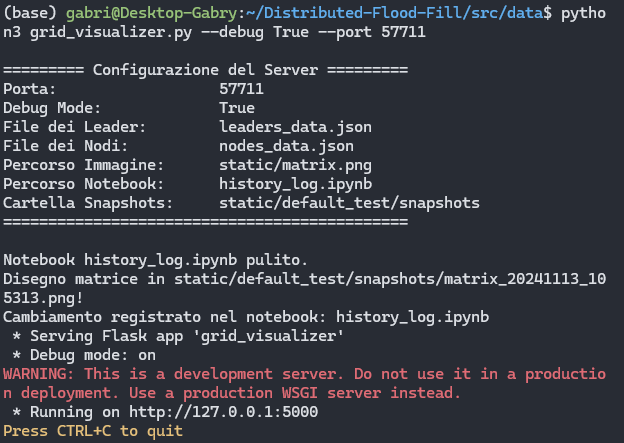 (base) gabri@Desktop-Gabry:~/Distributed-Flood-Fill/src/data$ pytho
n3 grid_visualizer.py --debug True --port 57711
========= Configurazione del Server =========
Porta: 57711
Debug Mode: True
File dei Leader: leaders_data.json
File dei Nodi: nodes_data.json
Percorso Immagine: static/matrix.png
Percorso Notebook: history_log.ipynb
Cartella Snapshots: static/default_test/snapshots
=============================================
Notebook history_log.ipynb pulito.
Disegno matrice in static/default_test/snapshots/matrix_20241113_10
5313.png!
Cambiamento registrato nel notebook: history_log.ipynb
 * Serving Flask app 'grid_visualizer'
 * Debug mode: on
WARNING: This is a development server. Do not use it in a productio
n deployment. Use a production WSGI server instead.
 * Running on http://127.0.0.1:5000
Press CTRL+C to quit